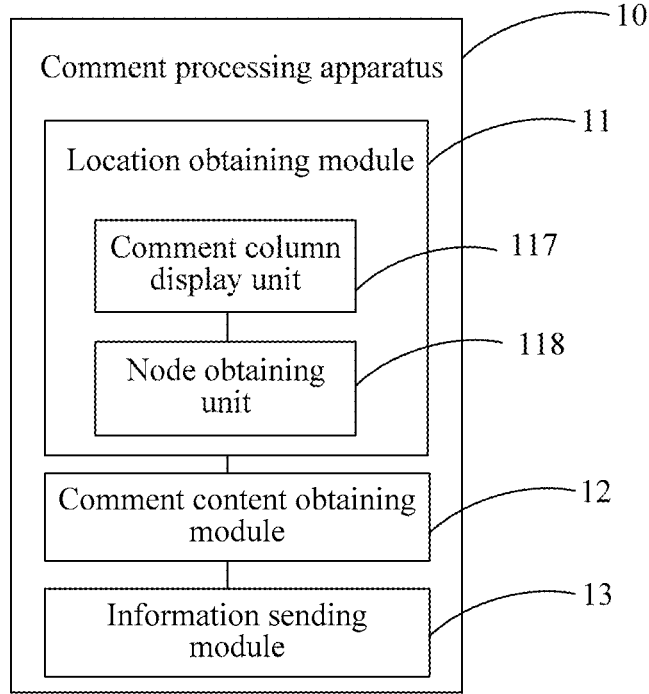 10
Comment processing apparatus
11
Location obtaining module
Comment column
display unit
117
Node obtaining
unit
118
Comment content obtaining
module
12
Information sending
module
13